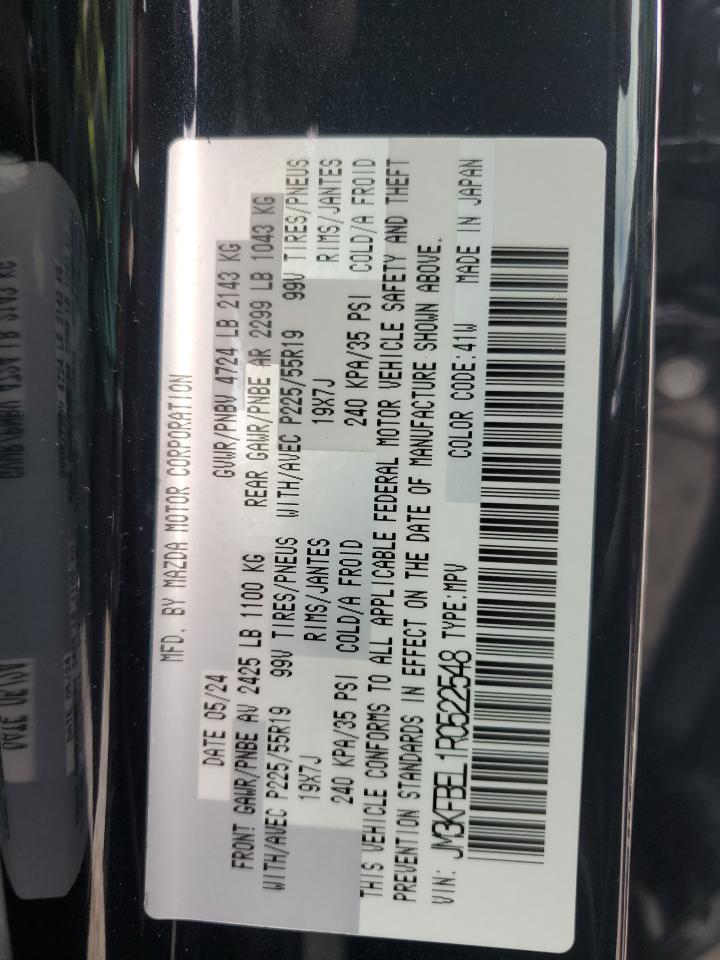 MFD. BY MAZDA MOTOR CORPORATION
DATE 05/24 GVWR/PNBV 4724 LB 2143 KG
FRONT GAWR/PNBE AV 2425 LB 1100 KG REAR GAWR/PNBE AR 2299 LB 1043 KG
WITH/AVEC P225/55R19 99V TIRES/PNEUS WITH/AVEC P225/55R19 99V TIRES/PNEUS
19X7J RIMS/JANTES 19X7J RIMS/JANTES
240 KPA/35 PSI COLD/A FROID 240 KPA/35 PSI COLD/A FROID
THIS VEHICLE CONFORMS TO ALL APPLICABLE FEDERAL MOTOR VEHICLE SAFETY AND THEFT
PREVENTION STANDARDS IN EFFECT ON THE DATE OF MANUFACTURE SHOWN ABOVE.
VIN: JM3KFBEL1R0522548 TYPE:MPV COLOR CODE:41W MADE IN JAPAN